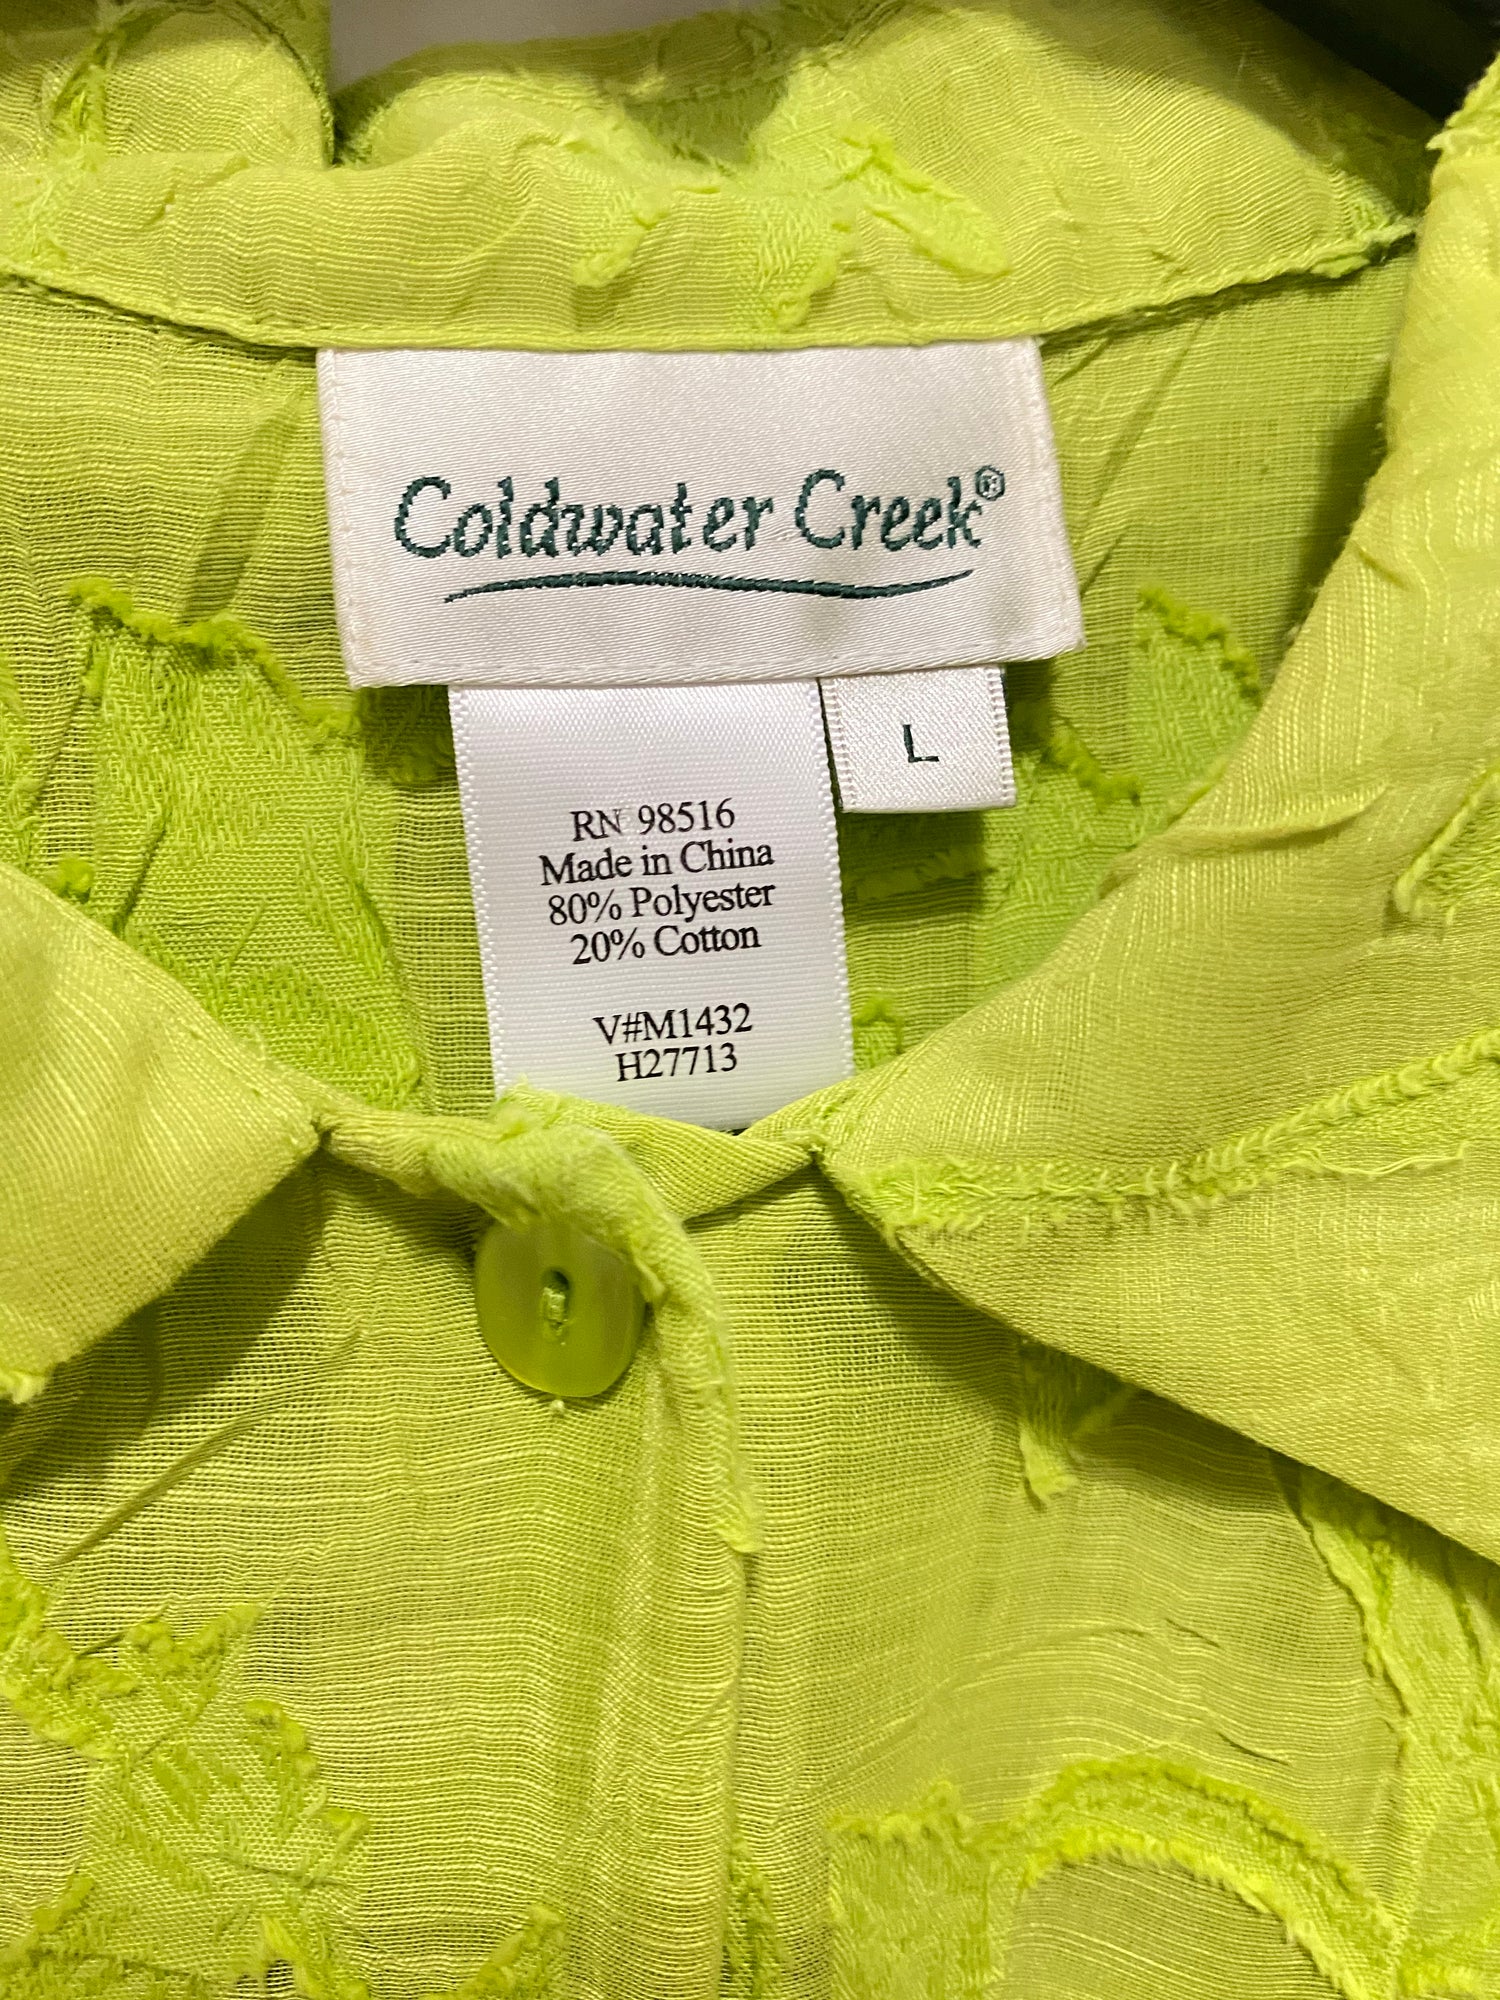 Coldwater Creek®
L
RN 98516
Made in China
80% Polyester
20% Cotton
V#M1432
H27713